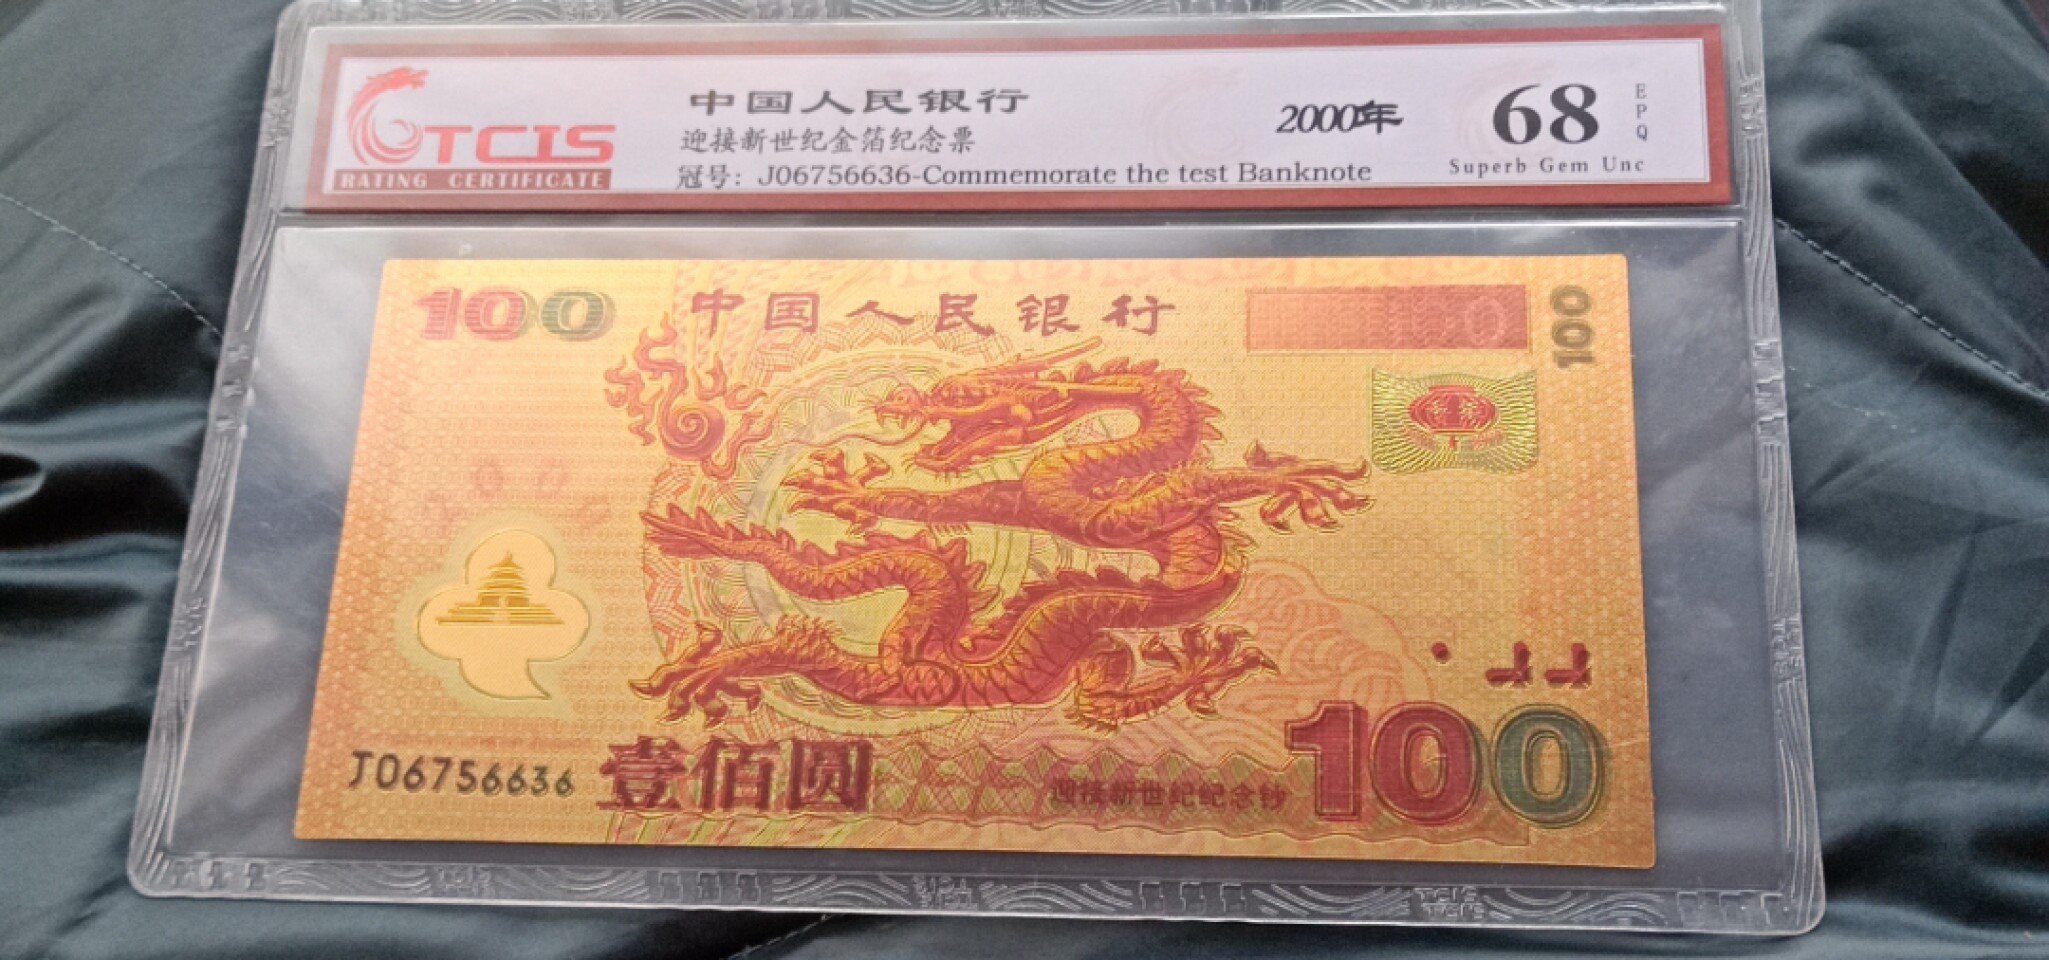 TCIS
RATING CERTIFICATE
中国人民银行
迎接新世纪金箔纪念票
冠号：J06756636-Commemorate the test Banknote
2000年
68
EPQ
Superb Gem Unc
100
中国人民银行
100
J06756636
壹佰圆
迎接新世纪纪念钞
100